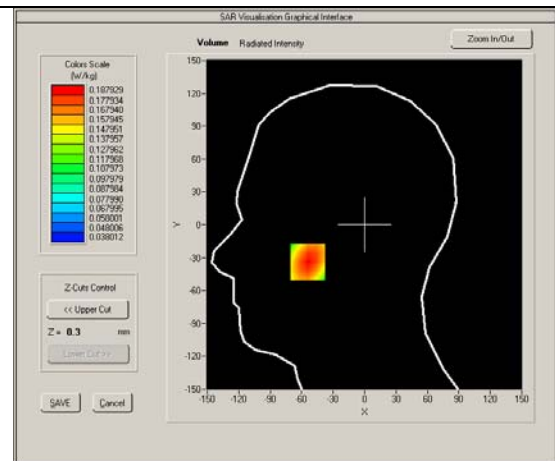 SAR Visualisation Graphical Interface
Volume Radiated Intensity
Zoom In/Out
Colors Scale
(W/kg)
0.187929
0.177934
0.167940
0.157945
0.147951
0.137957
0.127962
0.117968
0.107973
0.097979
0.087984
0.077990
0.067995
0.058001
0.048006
0.038012
Z-Cuts Control
<< Upper Cut
Z = 0.3 mm
Lower Cut >>
SAVE Cancel
150
120
90
60
30
0
-30
-60
-90
-120
-150
Y
-150 -120 -90 -60 -30 0 30 60 90 120 150
X